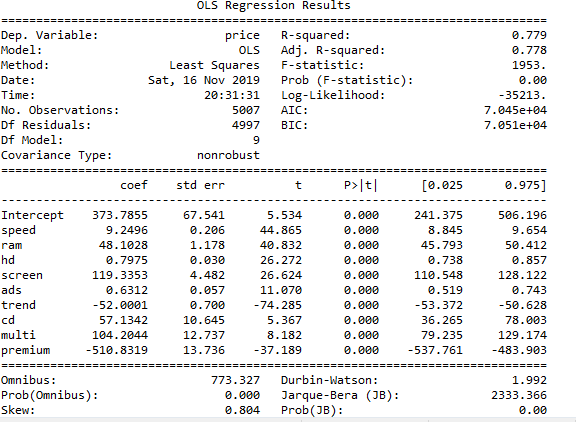 OLS Regression Results
==============================================================================
Dep. Variable: price R-squared: 0.779
Model: OLS Adj. R-squared: 0.778
Method: Least Squares F-statistic: 1953.
Date: Sat, 16 Nov 2019 Prob (F-statistic): 0.00
Time: 20:31:31 Log-Likelihood: -35213.
No. Observations: 5007 AIC: 7.045e+04
Df Residuals: 4997 BIC: 7.051e+04
Df Model: 9
Covariance Type: nonrobust
==============================================================================
coef std err t P>|t| [0.025 0.975]
------------------------------------------------------------------------------
Intercept 373.7855 67.541 5.534 0.000 241.375 506.196
speed 9.2496 0.206 44.865 0.000 8.845 9.654
ram 48.1028 1.178 40.832 0.000 45.793 50.412
hd 0.7975 0.030 26.272 0.000 0.738 0.857
screen 119.3353 4.482 26.624 0.000 110.548 128.122
ads 0.6312 0.057 11.070 0.000 0.519 0.743
trend -52.0001 0.700 -74.285 0.000 -53.372 -50.628
cd 57.1342 10.645 5.367 0.000 36.265 78.003
multi 104.2044 12.737 8.182 0.000 79.235 129.174
premium -510.8319 13.736 -37.189 0.000 -537.761 -483.903
==============================================================================
Omnibus: 773.327 Durbin-Watson: 1.992
Prob(Omnibus): 0.000 Jarque-Bera (JB): 2333.366
Skew: 0.804 Prob(JB): 0.00